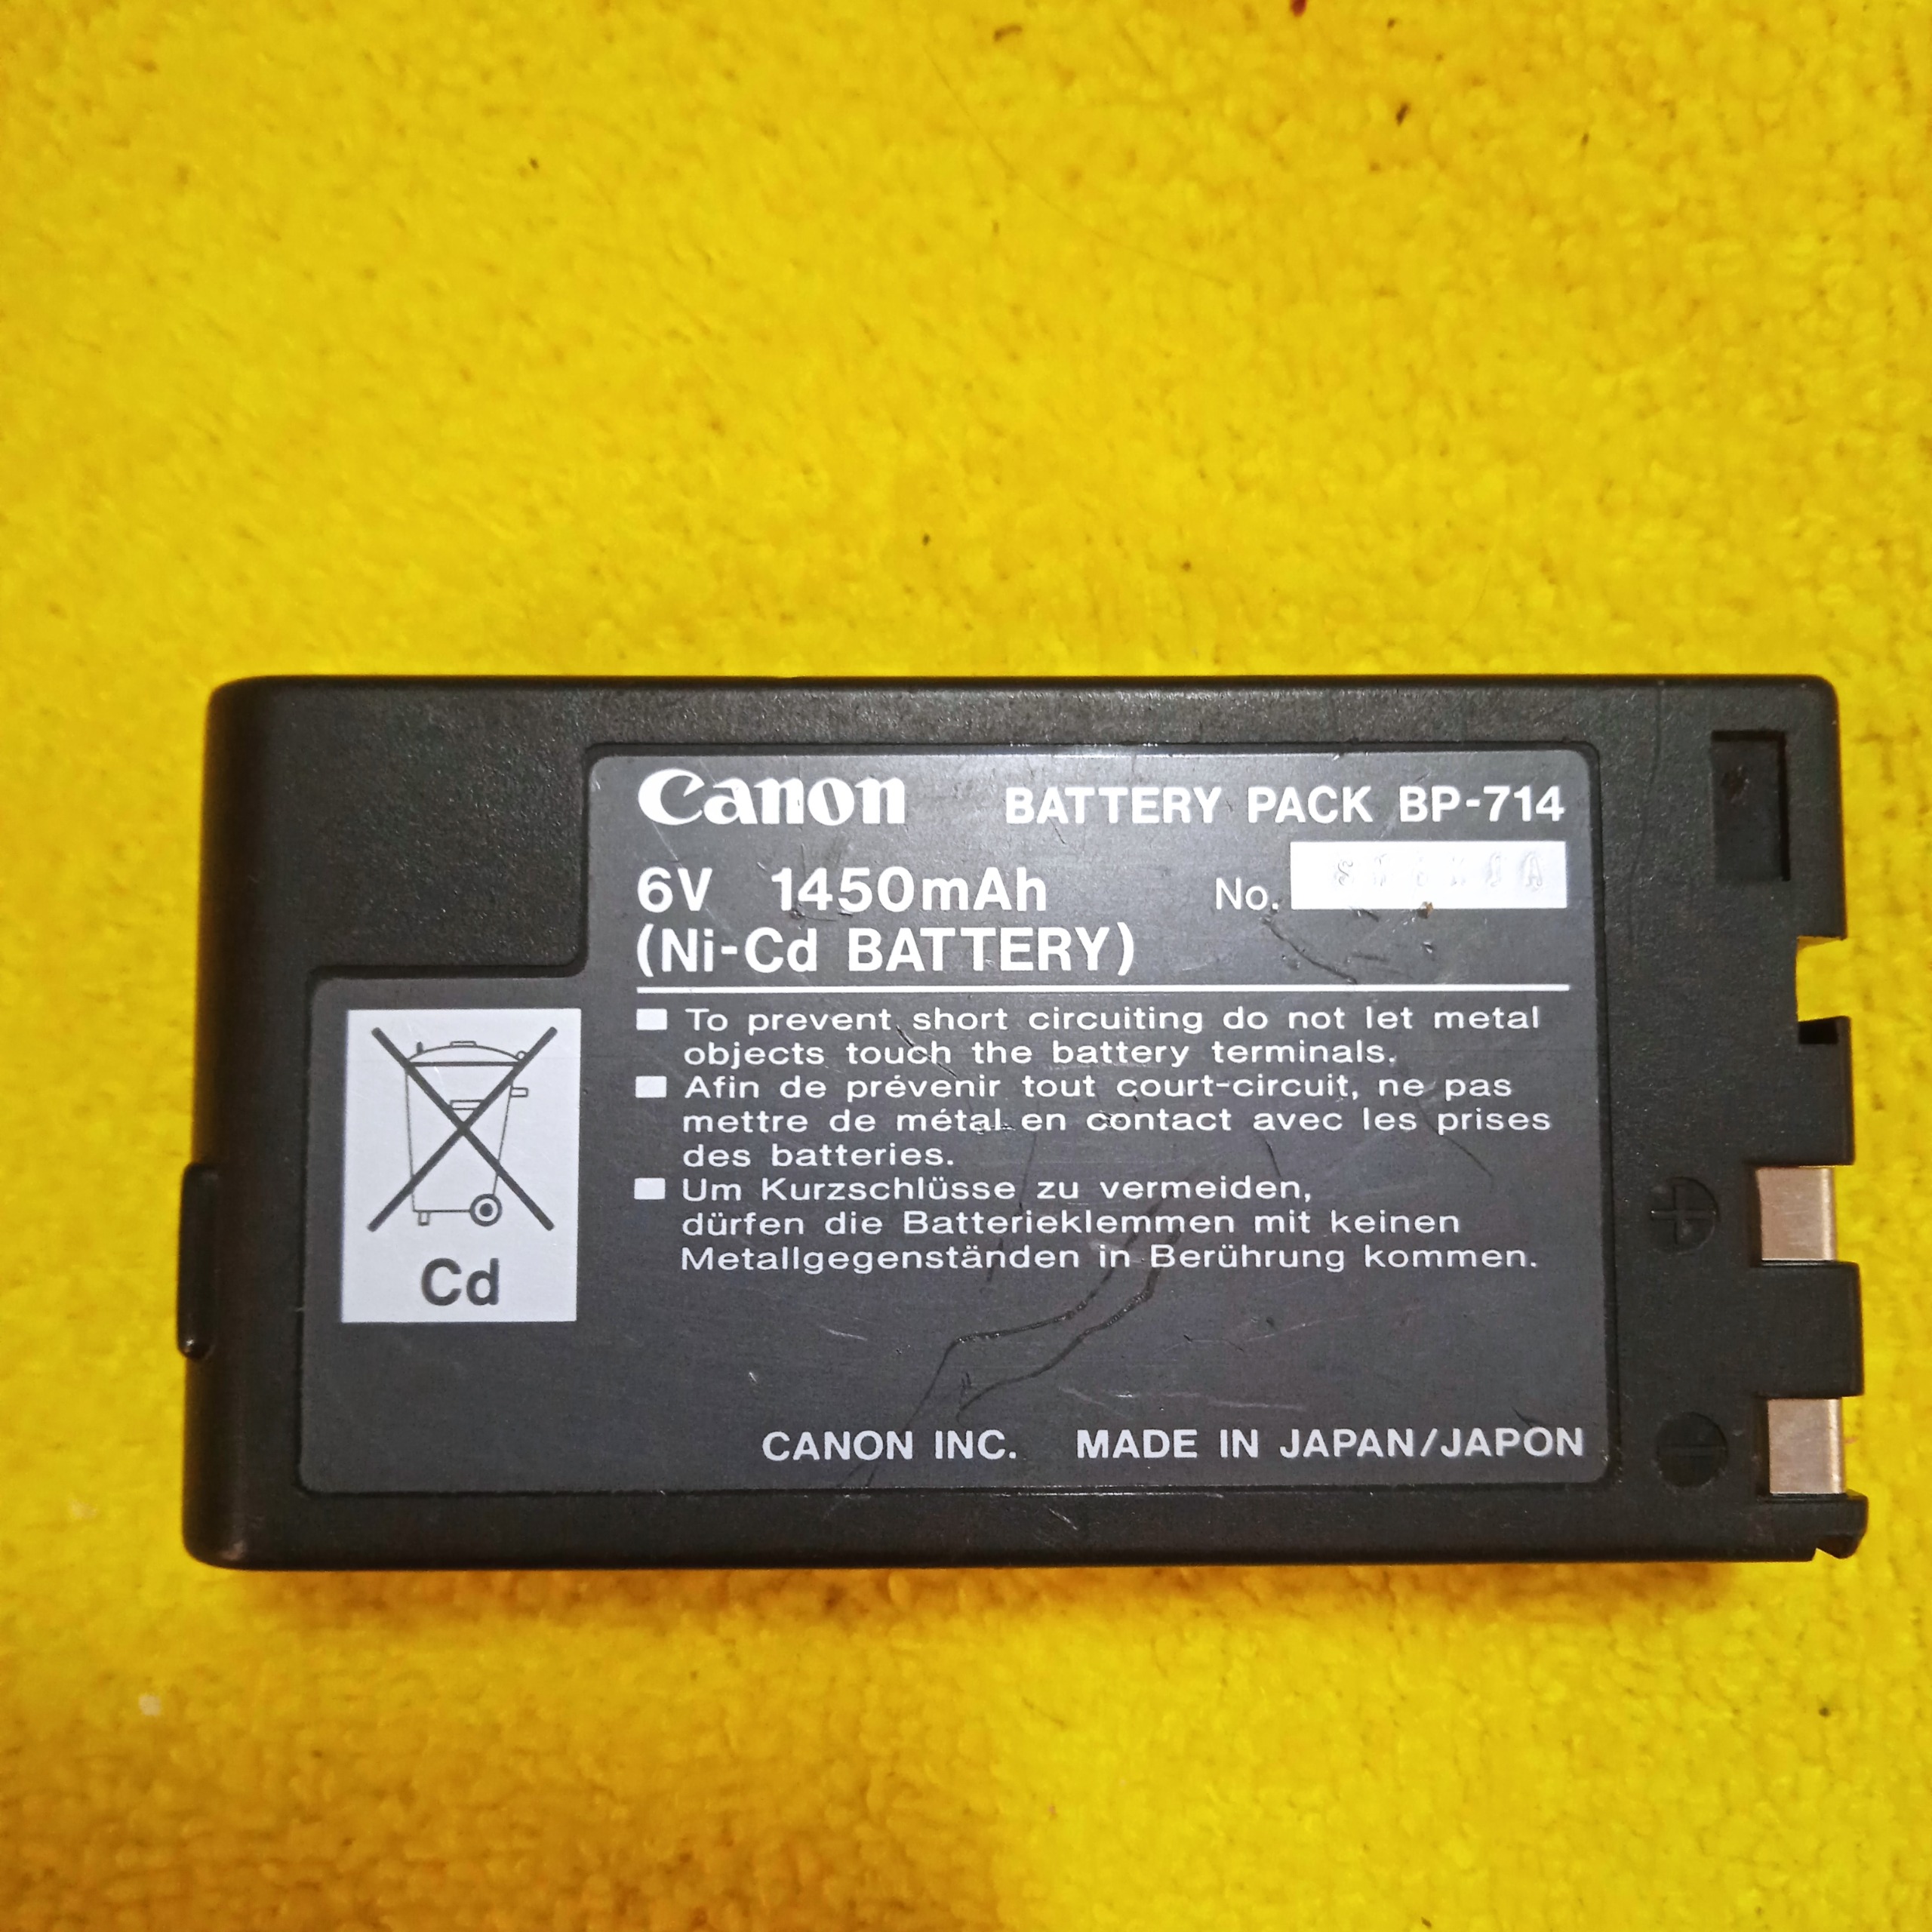 Canon BATTERY PACK BP-714
6V 1450mAh No.
(Ni-Cd BATTERY)
To prevent short circuiting do not let metal
objects touch the battery terminals.
Afin de prévenir tout court-circuit, ne pas
mettre de métal en contact avec les prises
des batteries.
Um Kurzschlüsse zu vermeiden,
dürfen die Batterieklemmen mit keinen
Metallgegenständen in Berührung kommen.
Cd
CANON INC. MADE IN JAPAN/JAPON
+
-